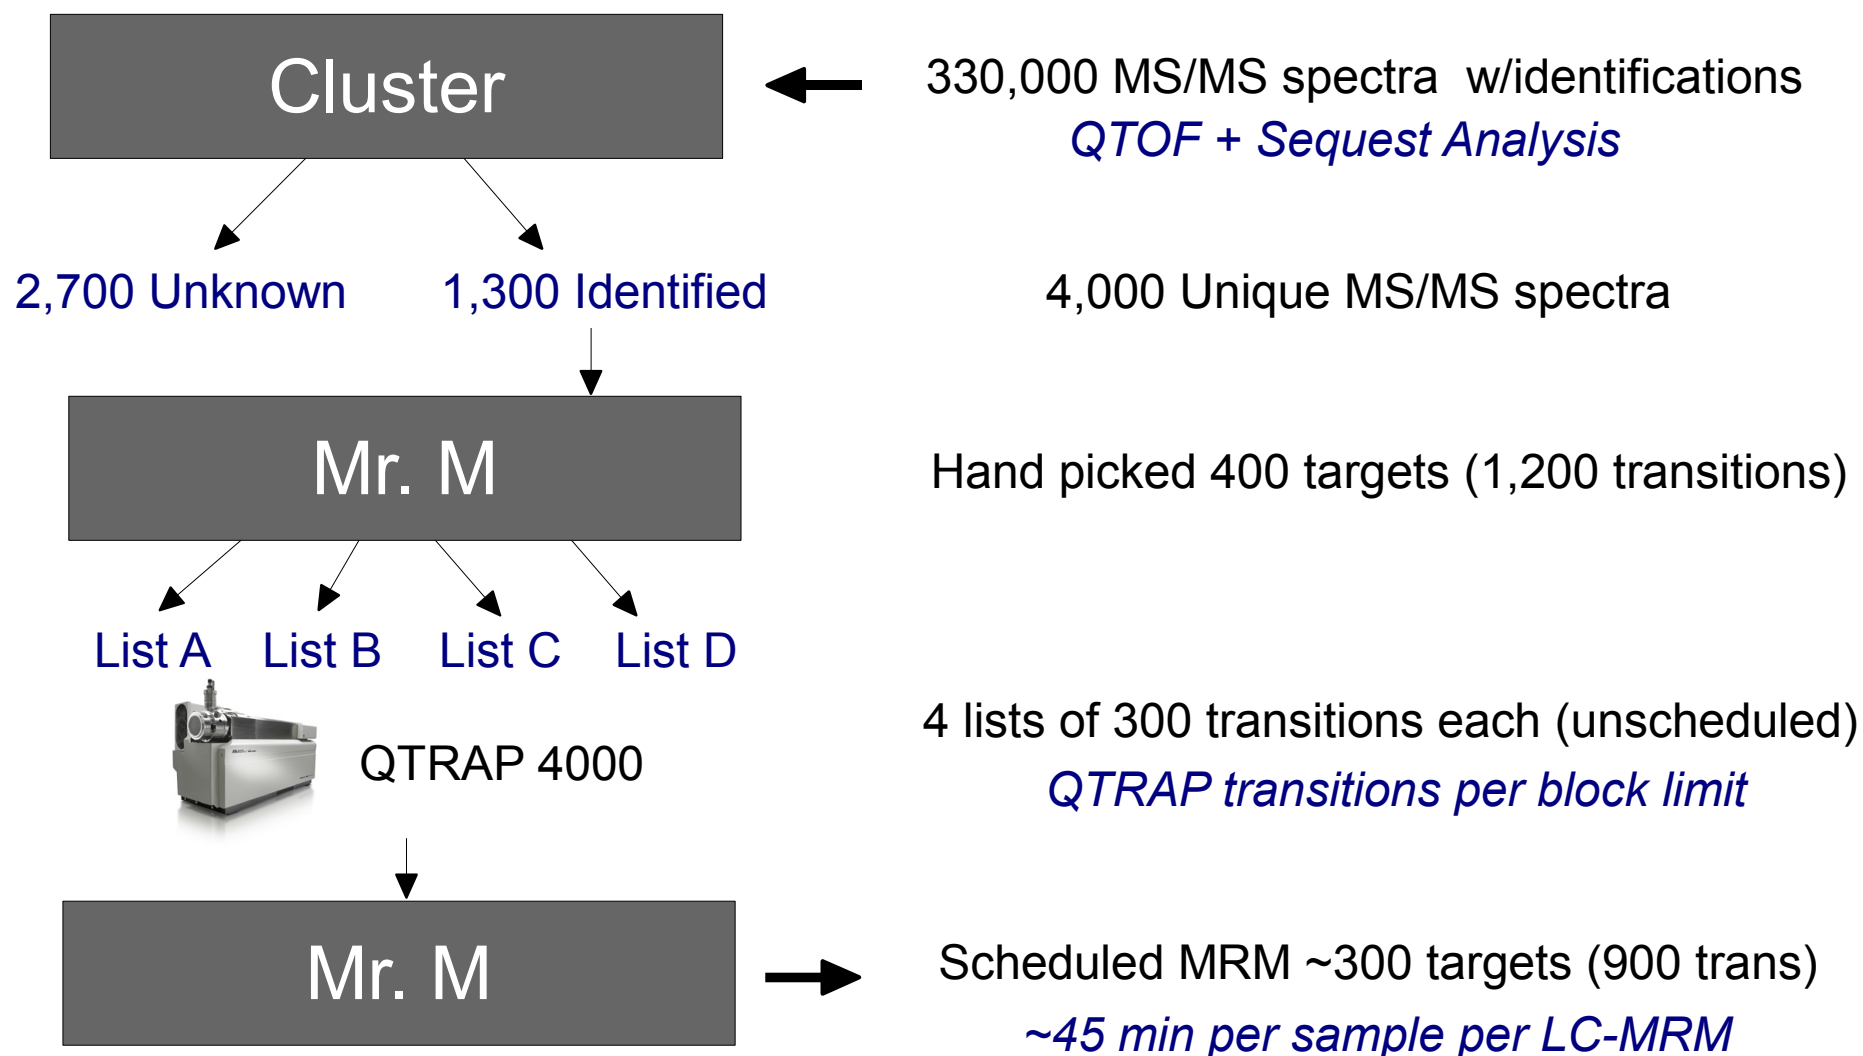 Cluster
330,000 MS/MS spectra w/identifications
QTOF + Sequest Analysis
2,700 Unknown
1,300 Identified
4,000 Unique MS/MS spectra
Mr. M
Hand picked 400 targets (1,200 transitions)
List A
List B
List C
List D
QTRAP 4000
4 lists of 300 transitions each (unscheduled)
QTRAP transitions per block limit
Mr. M
Scheduled MRM ~300 targets (900 trans)
~45 min per sample per LC-MRM